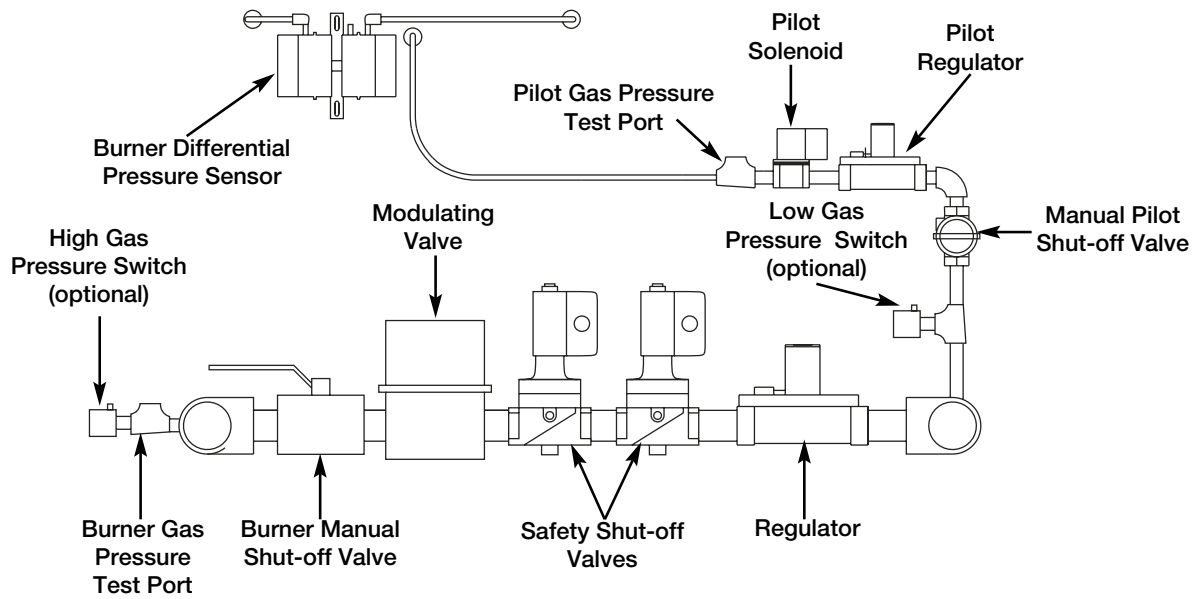 Pilot
Solenoid
Pilot
Regulator
Pilot Gas Pressure
Test Port
Burner Differential
Pressure Sensor
Modulating
Valve
Low Gas
Pressure Switch
(optional)
Manual Pilot
Shut-off Valve
High Gas
Pressure Switch
(optional)
Burner Gas
Pressure
Test Port
Burner Manual
Shut-off Valve
Safety Shut-off
Valves
Regulator